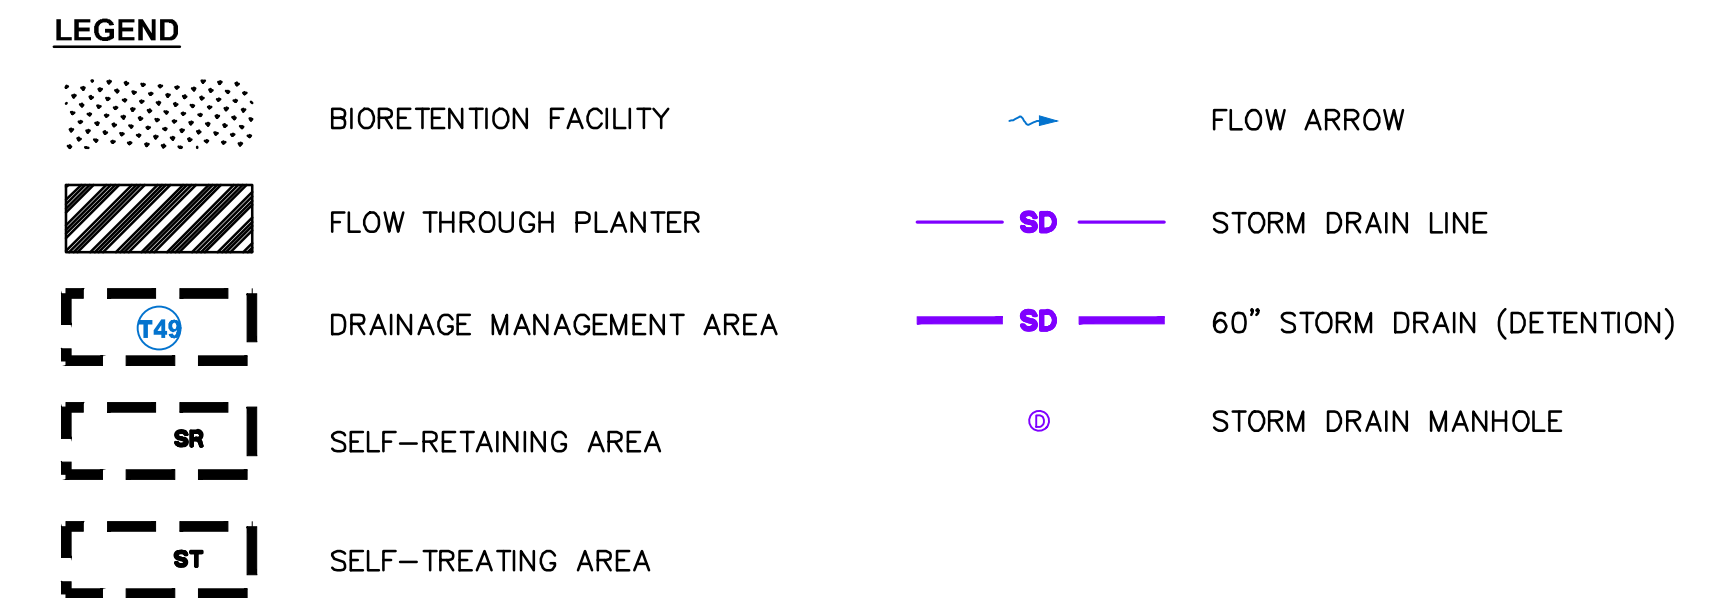 LEGEND
BIORETENTION FACILITY
FLOW THROUGH PLANTER
T49 DRAINAGE MANAGEMENT AREA
SR SELF-RETAINING AREA
ST SELF-TREATING AREA
FLOW ARROW
SD STORM DRAIN LINE
SD 60" STORM DRAIN (DETENTION)
D STORM DRAIN MANHOLE